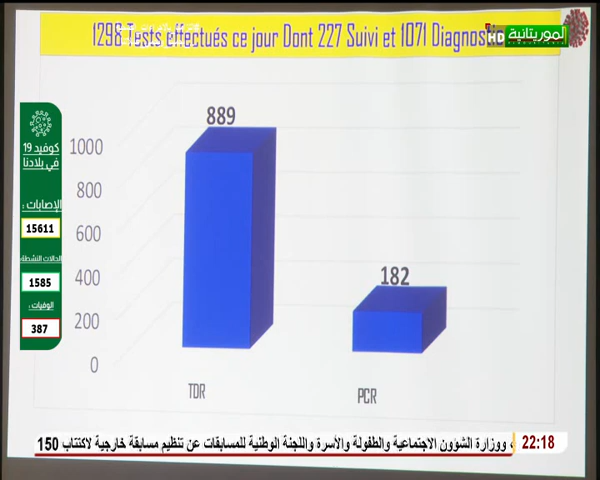 1298 Tests effectués ce jour Dont 227 Suivi et 1071
الموريتانية
HD
كوفيد 19
في بلادنا
الإصابات :
15611
الحالات النشطة:
1585
الوفيات :
387
889
182
1000
800
600
400
200
0
TDR
PCR
، ووزارة الشؤون الاجتماعية والطفولة والأسرة واللجنة الوطنية للمسابقات عن تنظيم مسابقة خارجية لاكتتاب 150
22:18